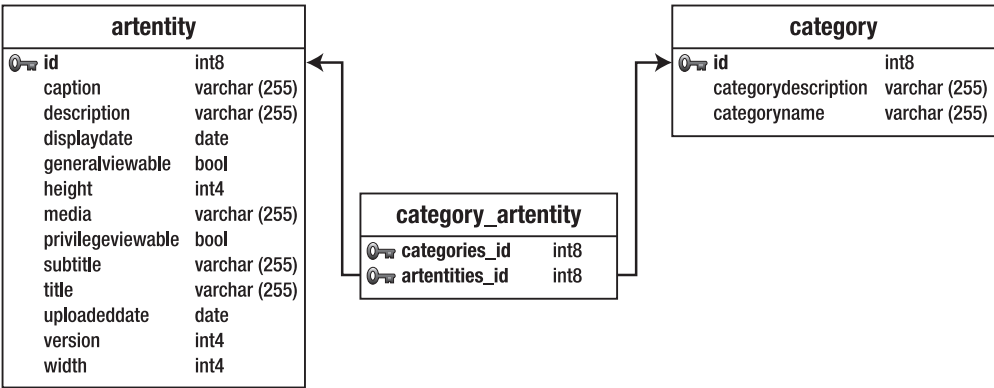 artentity
id int8
caption varchar (255)
description varchar (255)
displaydate date
generalviewable bool
height int4
media varchar (255)
privilegeviewable bool
subtitle varchar (255)
title varchar (255)
uploadeddate date
version int4
width int4
category_artentity
categories_id int8
artentities_id int8
category
id int8
categorydescription varchar (255)
categoryname varchar (255)